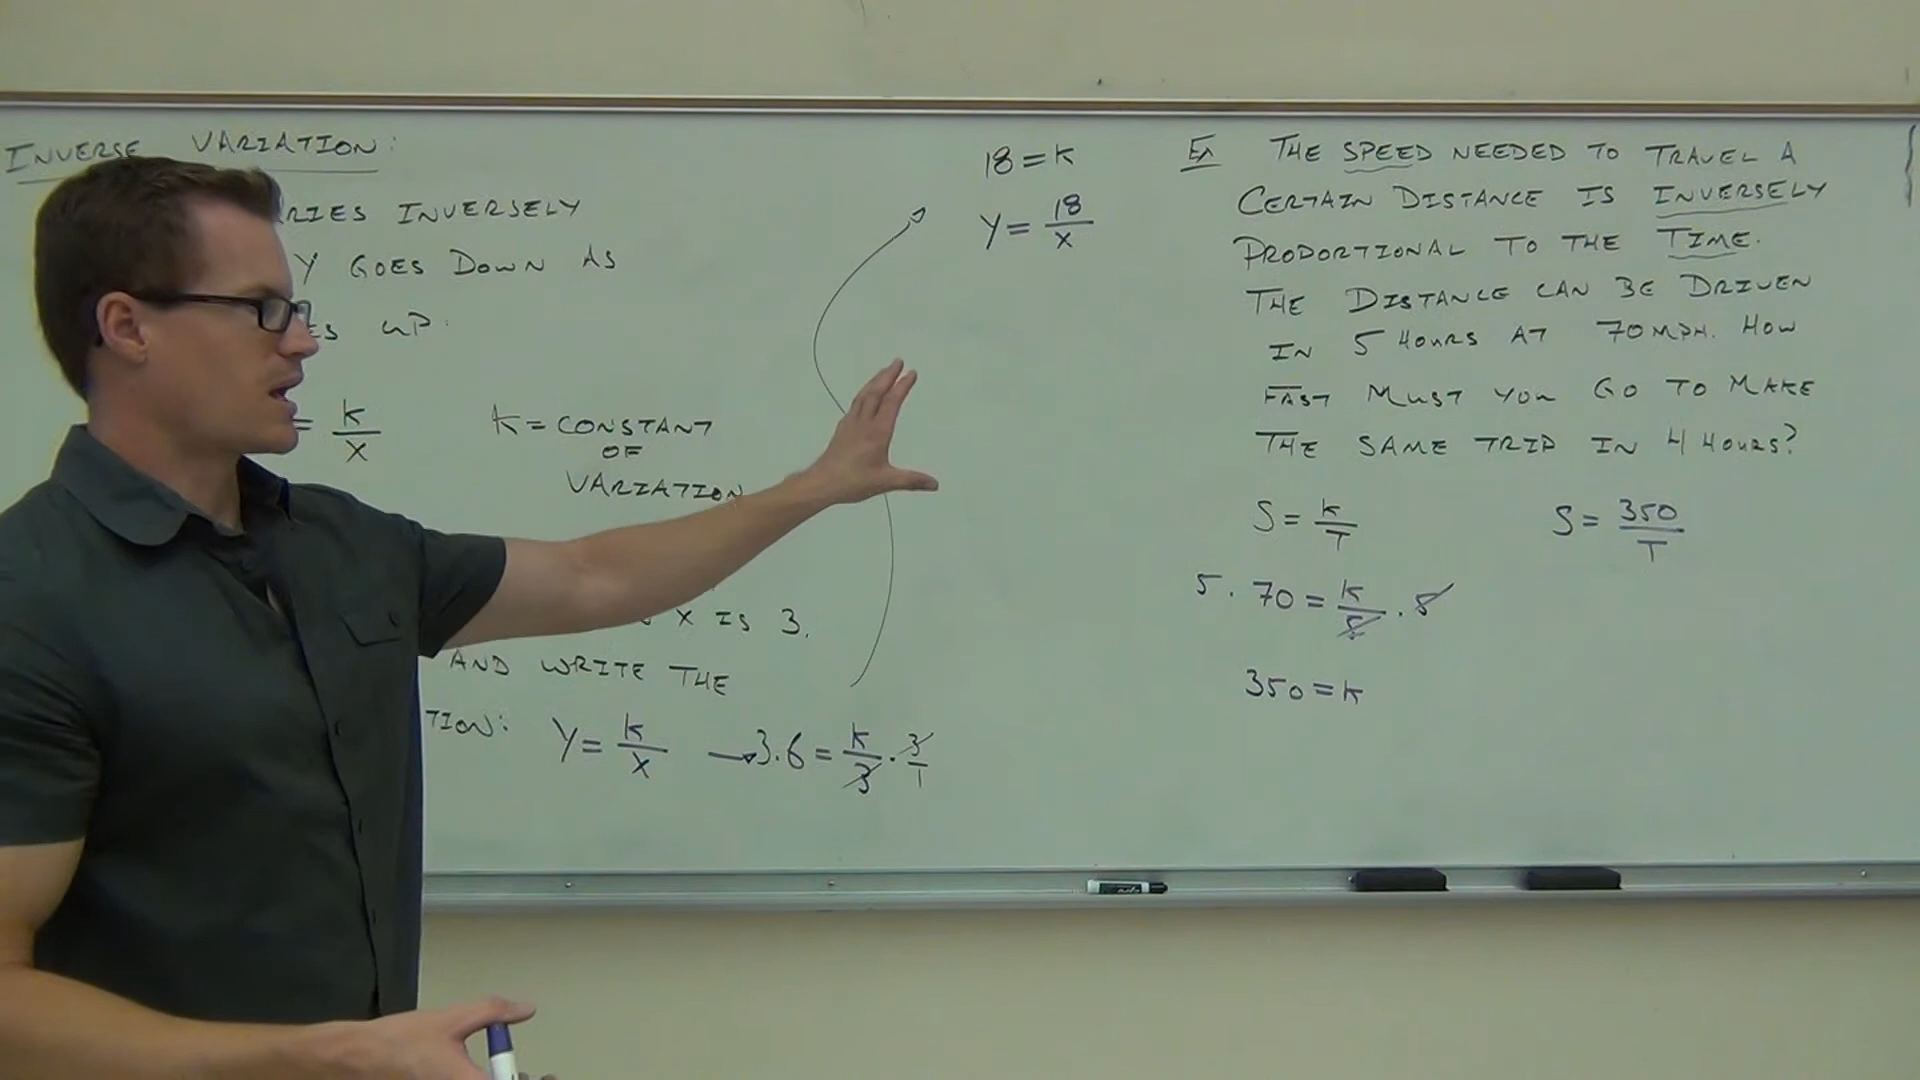 INVERSE VARIATION:
RIES INVERSELY
Y GOES DOWN AS
ES UP:
= K/X
K = CONSTANT
OF
VARIATION
X IS 3.
AND WRITE THE
TION:
Y = K/X → 3·6 = K/3 · 3/1
18 = K
Y = 18/X
EX THE SPEED NEEDED TO TRAVEL A
CERTAIN DISTANCE IS INVERSELY
PROPORTIONAL TO THE TIME.
THE DISTANCE CAN BE DRIVEN
IN 5 HOURS AT 70 MPH. HOW
FAST MUST YOU GO TO MAKE
THE SAME TRIP IN 4 HOURS?
S = K/T
S = 350/T
5 · 70 = K/5 · 5
350 = K